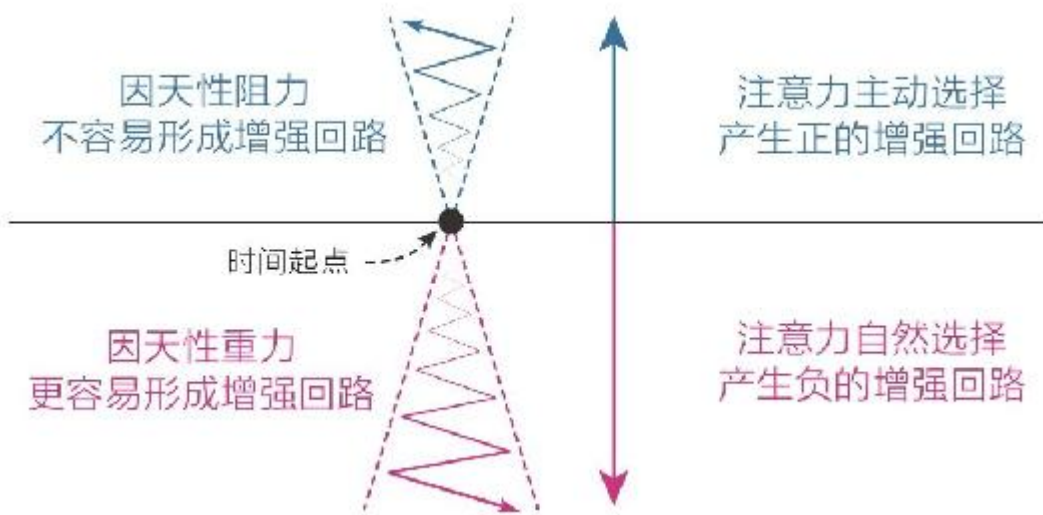 因天性阻力
不容易形成增强回路
注意力主动选择
产生正的增强回路
时间起点
因天性重力
更容易形成增强回路
注意力自然选择
产生负的增强回路